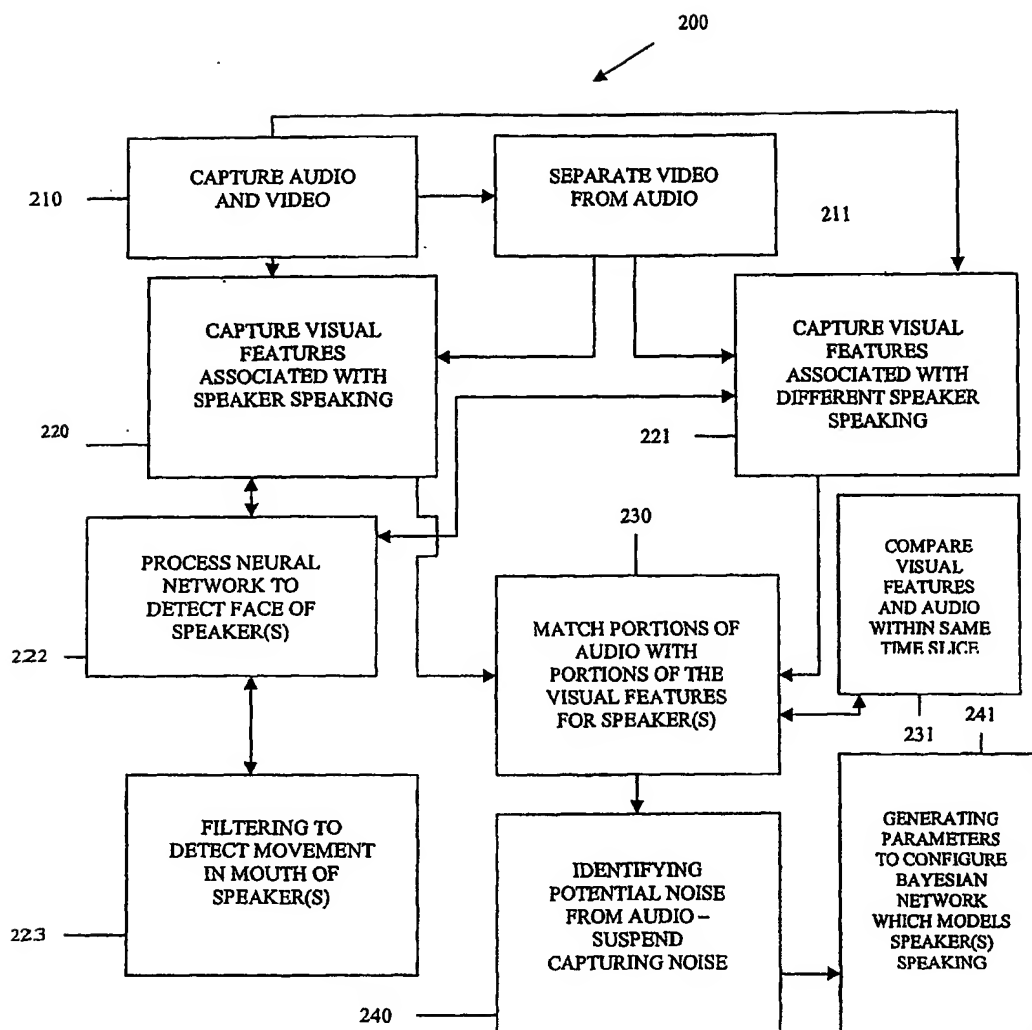 200
CAPTURE AUDIO
AND VIDEO
210
SEPARATE VIDEO
FROM AUDIO
211
CAPTURE VISUAL
FEATURES
ASSOCIATED WITH
SPEAKER SPEAKING
220
CAPTURE VISUAL
FEATURES
ASSOCIATED WITH
DIFFERENT SPEAKER
SPEAKING
221
PROCESS NEURAL
NETWORK TO
DETECT FACE OF
SPEAKER(S)
222
230
MATCH PORTIONS OF
AUDIO WITH
PORTIONS OF THE
VISUAL FEATURES
FOR SPEAKER(S)
COMPARE
VISUAL
FEATURES
AND AUDIO
WITHIN SAME
TIME SLICE
231
241
FILTERING TO
DETECT MOVEMENT
IN MOUTH OF
SPEAKER(S)
223
IDENTIFYING
POTENTIAL NOISE
FROM AUDIO –
SUSPEND
CAPTURING NOISE
240
GENERATING
PARAMETERS
TO CONFIGURE
BAYESIAN
NETWORK
WHICH MODELS
SPEAKER(S)
SPEAKING